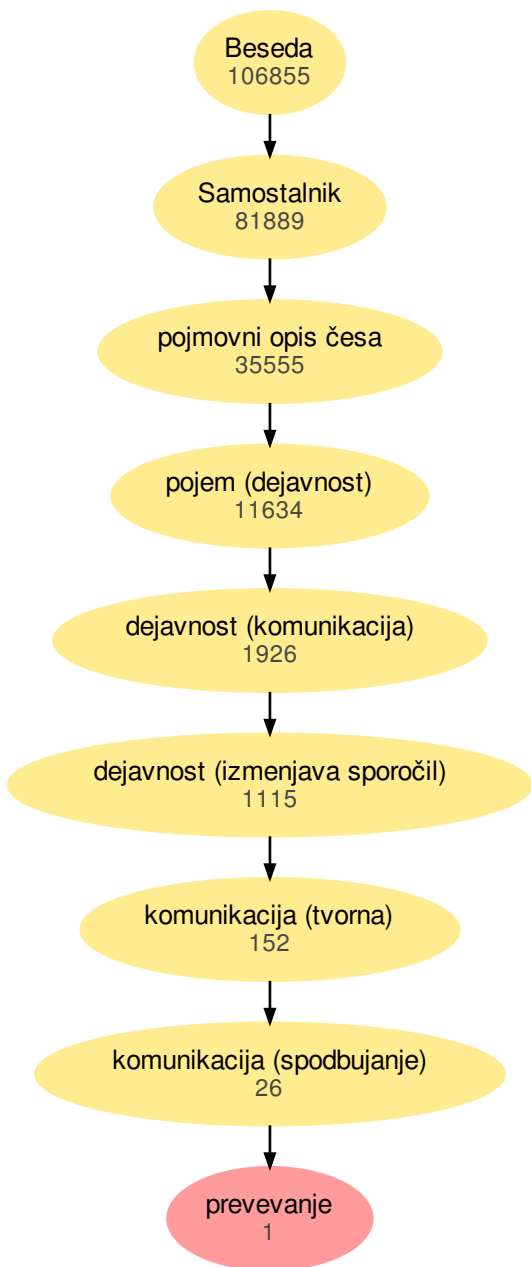 Beseda
106855
Samostalnik
81889
pojmovni opis česa
35555
pojem (dejavnost)
11634
dejavnost (komunikacija)
1926
dejavnost (izmenjava sporočil)
1115
komunikacija (tvorna)
152
komunikacija (spodbujanje)
26
prevevanje
1